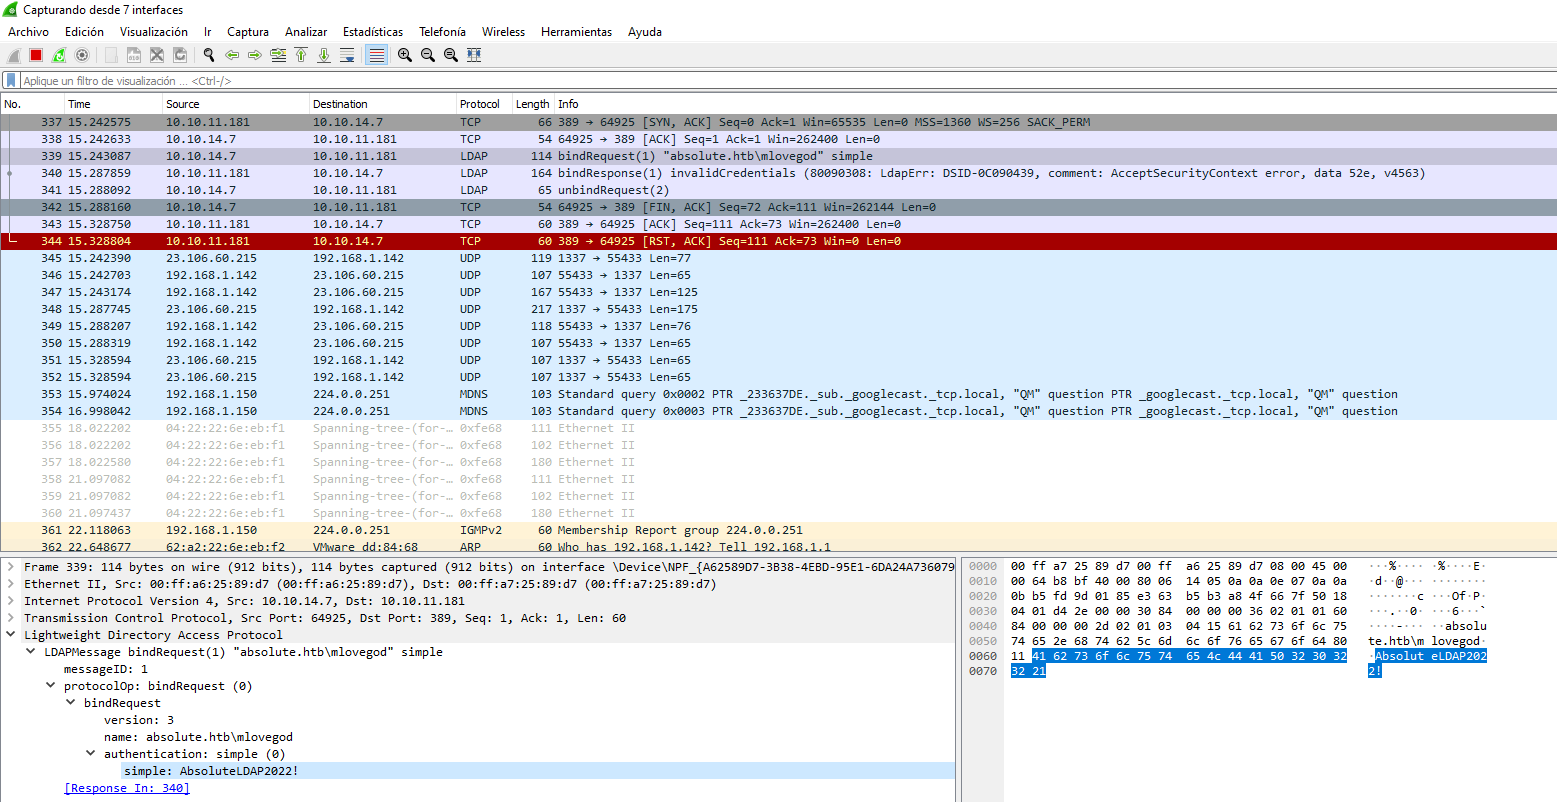 Capturando desde 7 interfaces
Archivo Edición Visualización Ir Captura Analizar Estadísticas Telefonía Wireless Herramientas Ayuda
Aplique un filtro de visualización ... <Ctrl-/>
No. Time Source Destination Protocol Length Info
337 15.242575 10.10.11.181 10.10.14.7 TCP 66 389 → 64925 [SYN, ACK] Seq=0 Ack=1 Win=65535 Len=0 MSS=1360 WS=256 SACK_PERM
338 15.242633 10.10.14.7 10.10.11.181 TCP 54 64925 → 389 [ACK] Seq=1 Ack=1 Win=262400 Len=0
339 15.243087 10.10.14.7 10.10.11.181 LDAP 114 bindRequest(1) "absolute.htb\mlovegod" simple
340 15.287859 10.10.11.181 10.10.14.7 LDAP 164 bindResponse(1) invalidCredentials (80090308: LdapErr: DSID-0C090439, comment: AcceptSecurityContext error, data 52e, v4563)
341 15.288092 10.10.14.7 10.10.11.181 LDAP 65 unbindRequest(2)
342 15.288160 10.10.14.7 10.10.11.181 TCP 54 64925 → 389 [FIN, ACK] Seq=72 Ack=111 Win=262144 Len=0
343 15.328750 10.10.11.181 10.10.14.7 TCP 60 389 → 64925 [ACK] Seq=111 Ack=73 Win=262400 Len=0
344 15.328804 10.10.11.181 10.10.14.7 TCP 60 389 → 64925 [RST, ACK] Seq=111 Ack=73 Win=0 Len=0
345 15.242390 23.106.60.215 192.168.1.142 UDP 119 1337 → 55433 Len=77
346 15.242703 192.168.1.142 23.106.60.215 UDP 107 55433 → 1337 Len=65
347 15.243174 192.168.1.142 23.106.60.215 UDP 167 55433 → 1337 Len=125
348 15.287745 23.106.60.215 192.168.1.142 UDP 217 1337 → 55433 Len=175
349 15.288207 192.168.1.142 23.106.60.215 UDP 118 55433 → 1337 Len=76
350 15.288319 192.168.1.142 23.106.60.215 UDP 107 55433 → 1337 Len=65
351 15.328594 23.106.60.215 192.168.1.142 UDP 107 1337 → 55433 Len=65
352 15.328594 23.106.60.215 192.168.1.142 UDP 107 1337 → 55433 Len=65
353 15.974024 192.168.1.150 224.0.0.251 MDNS 103 Standard query 0x0002 PTR _233637DE._sub._googlecast._tcp.local, "QM" question PTR _googlecast._tcp.local, "QM" question
354 16.998042 192.168.1.150 224.0.0.251 MDNS 103 Standard query 0x0003 PTR _233637DE._sub._googlecast._tcp.local, "QM" question PTR _googlecast._tcp.local, "QM" question
355 18.022202 04:22:22:6e:eb:f1 Spanning-tree-(for-… 0xfe68 111 Ethernet II
356 18.022202 04:22:22:6e:eb:f1 Spanning-tree-(for-… 0xfe68 102 Ethernet II
357 18.022580 04:22:22:6e:eb:f1 Spanning-tree-(for-… 0xfe68 180 Ethernet II
358 21.097082 04:22:22:6e:eb:f1 Spanning-tree-(for-… 0xfe68 111 Ethernet II
359 21.097082 04:22:22:6e:eb:f1 Spanning-tree-(for-… 0xfe68 102 Ethernet II
360 21.097437 04:22:22:6e:eb:f1 Spanning-tree-(for-… 0xfe68 180 Ethernet II
361 22.118063 192.168.1.150 224.0.0.251 IGMPv2 60 Membership Report group 224.0.0.251
362 22.648677 62:a2:22:6e:eb:f2 VMware dd:84:68 ARP 60 Who has 192.168.1.142? Tell 192.168.1.1
Frame 339: 114 bytes on wire (912 bits), 114 bytes captured (912 bits) on interface \Device\NPF_{A62589D7-3B38-4EBD-95E1-6DA24A736079
Ethernet II, Src: 00:ff:a6:25:89:d7 (00:ff:a6:25:89:d7), Dst: 00:ff:a7:25:89:d7 (00:ff:a7:25:89:d7)
Internet Protocol Version 4, Src: 10.10.14.7, Dst: 10.10.11.181
Transmission Control Protocol, Src Port: 64925, Dst Port: 389, Seq: 1, Ack: 1, Len: 60
Lightweight Directory Access Protocol
LDAPMessage bindRequest(1) "absolute.htb\mlovegod" simple
messageID: 1
protocolOp: bindRequest (0)
bindRequest
version: 3
name: absolute.htb\mlovegod
authentication: simple (0)
simple: AbsoluteLDAP2022!
[Response In: 340]
0000 00 ff a7 25 89 d7 00 ff a6 25 89 d7 08 00 45 00 ···%·····%····E·
0010 00 64 b8 bf 40 00 80 06 14 05 0a 0a 0e 07 0a 0a ·d··@···········
0020 0b b5 fd 9d 01 85 e3 63 b5 b3 a8 4f 66 7f 50 18 ·······c···Of·P·
0030 04 01 d4 2e 00 00 30 84 00 00 00 36 02 01 01 60 ···.··0····6···`
0040 84 00 00 00 2d 02 01 03 04 15 61 62 73 6f 6c 75 ····-·····absolu
0050 74 65 2e 68 74 62 5c 6d 6c 6f 76 65 67 6f 64 80 te.htb\mlovegod·
0060 11 41 62 73 6f 6c 75 74 65 4c 44 41 50 32 30 32 ·AbsoluteLDAP202
0070 32 21 2!